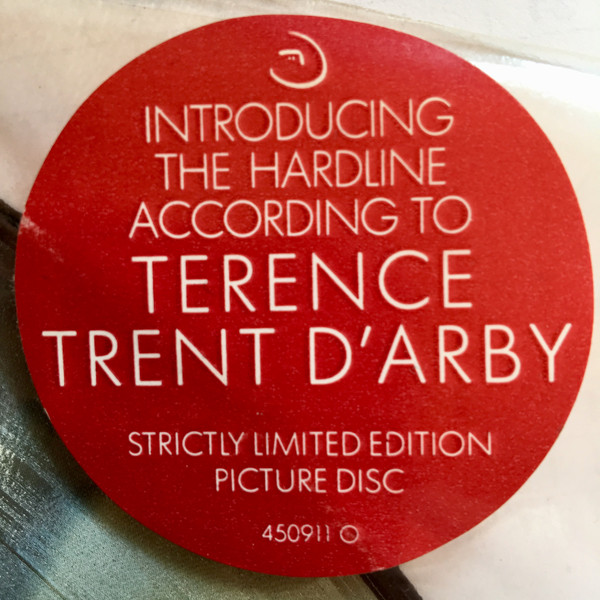 INTRODUCING
THE HARDLINE
ACCORDING TO
TERENCE
TRENT D'ARBY
STRICTLY LIMITED EDITION
PICTURE DISC
450911 O